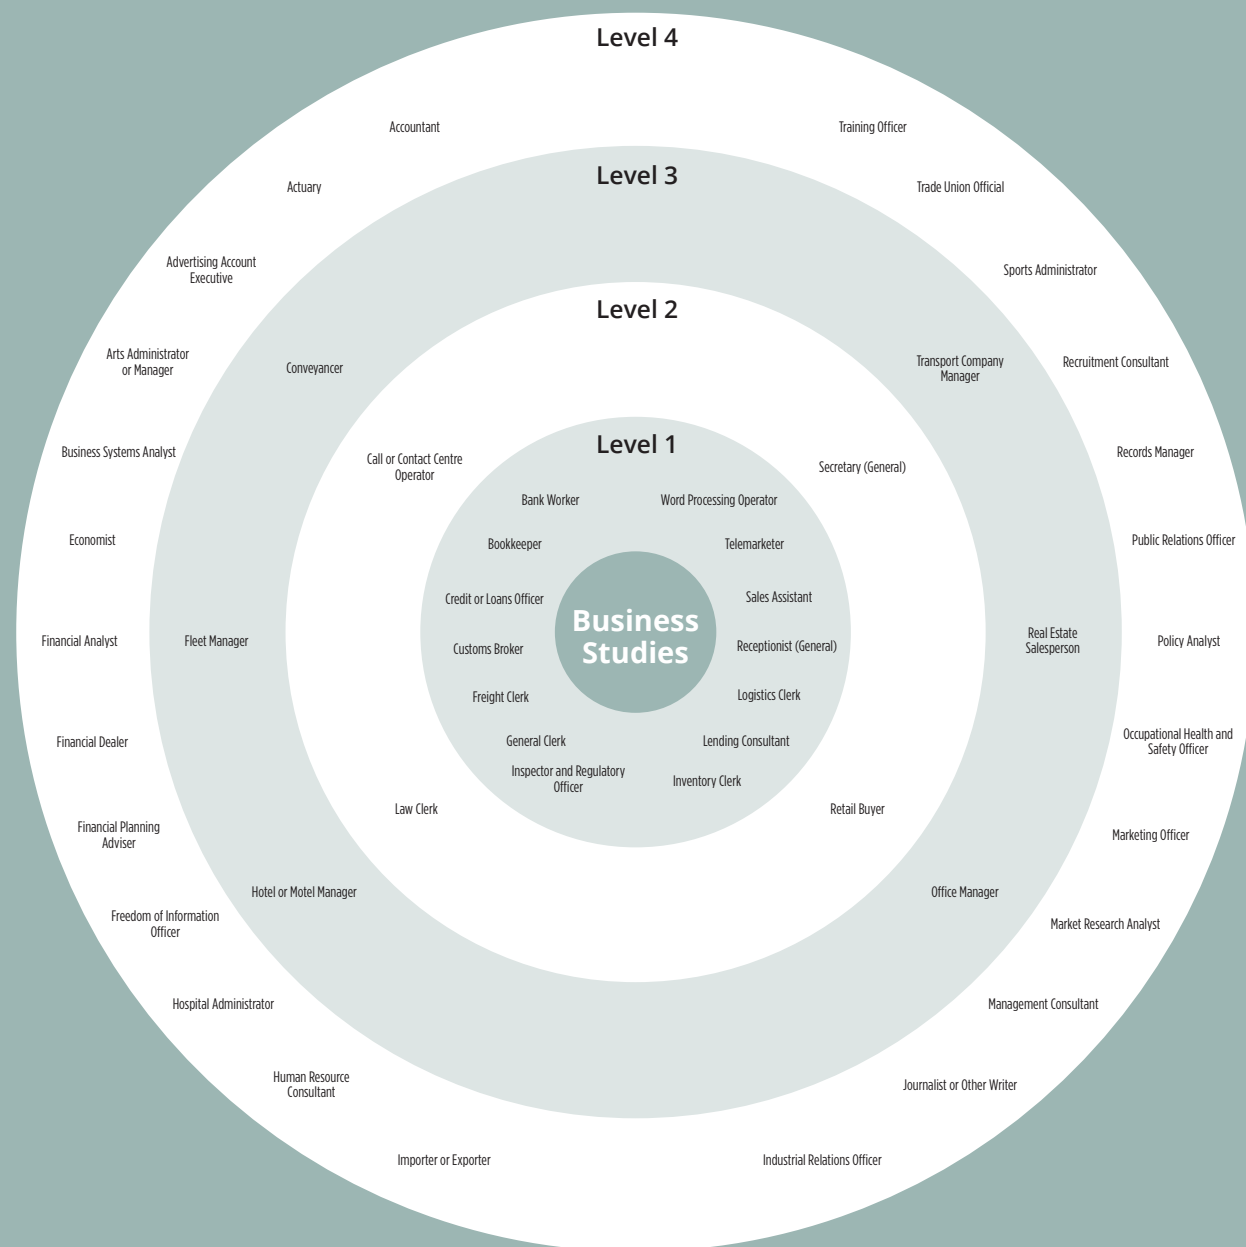 Level 4
Accountant
Training Officer
Level 3
Actuary
Trade Union Official
Advertising Account
Executive
Sports Administrator
Level 2
Arts Administrator
or Manager
Conveyancer
Transport Company
Manager
Recruitment Consultant
Level 1
Business Systems Analyst
Call or Contact Centre
Operator
Secretary (General)
Records Manager
Bank Worker
Word Processing Operator
Economist
Bookkeeper
Telemarketer
Public Relations Officer
Credit or Loans Officer
Sales Assistant
Business
Studies
Financial Analyst
Fleet Manager
Customs Broker
Receptionist (General)
Real Estate
Salesperson
Policy Analyst
Freight Clerk
Logistics Clerk
Financial Dealer
General Clerk
Lending Consultant
Occupational Health and
Safety Officer
Inspector and Regulatory
Officer
Inventory Clerk
Law Clerk
Retail Buyer
Financial Planning
Adviser
Marketing Officer
Hotel or Motel Manager
Office Manager
Freedom of Information
Officer
Market Research Analyst
Hospital Administrator
Management Consultant
Human Resource
Consultant
Journalist or Other Writer
Importer or Exporter
Industrial Relations Officer